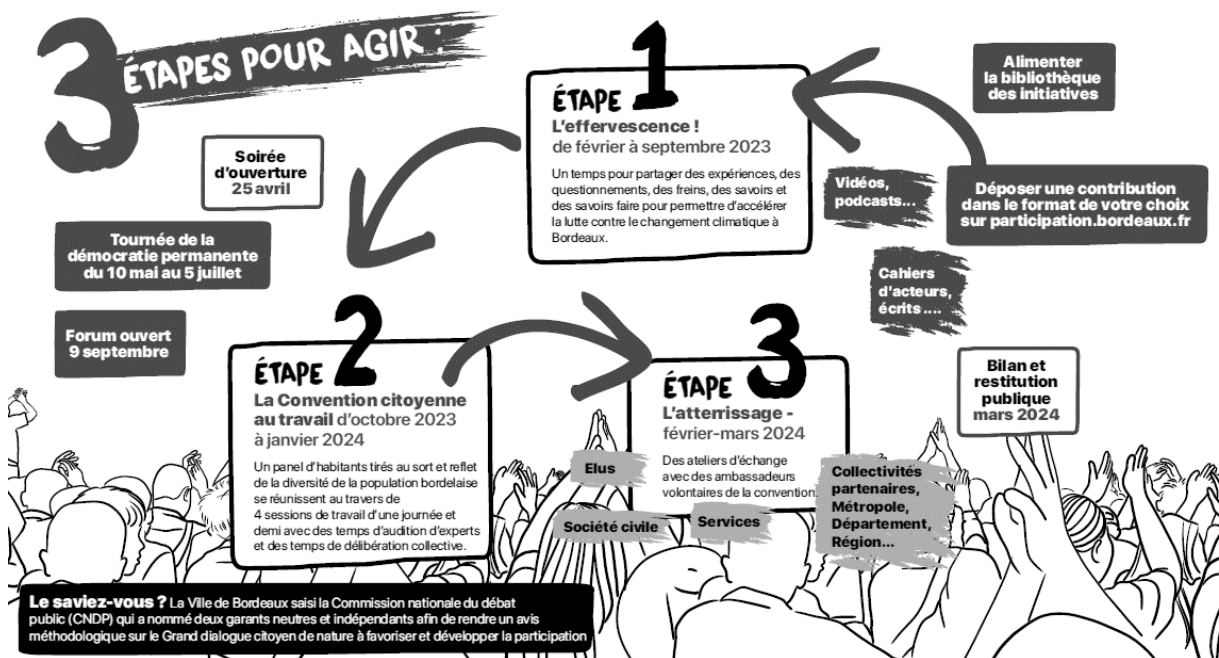 3 ÉTAPES POUR AGIR :
Soirée
d'ouverture
25 avril
Tournée de la
démocratie permanente
du 10 mai au 5 juillet
Forum ouvert
9 septembre
ÉTAPE 1
L'effervescence !
de février à septembre 2023
Un temps pour partager des expériences, des
questionnements, des freins, des savoirs et
des savoirs faire pour permettre d'accélérer
la lutte contre le changement climatique à
Bordeaux.
Alimenter
la bibliothèque
des initiatives
Vidéos,
podcasts...
Déposer une contribution
dans le format de votre choix
sur participation.bordeaux.fr
Cahiers
d'acteurs,
écrits ....
ÉTAPE 2
La Convention citoyenne
au travail d'octobre 2023
à janvier 2024
Un panel d'habitants tirés au sort et reflet
de la diversité de la population bordelaise
se réunissent au travers de
4 sessions de travail d'une journée et
demi avec des temps d'audition d'experts
et des temps de délibération collective.
ÉTAPE 3
L'atterrissage -
février-mars 2024
Des ateliers d'échange
avec des ambassadeurs
volontaires de la convention.
Elus
Société civile
Services
Collectivités
partenaires,
Métropole,
Département,
Région...
Bilan et
restitution
publique
mars 2024
Le saviez-vous ? La Ville de Bordeaux saisi la Commission nationale du débat
public (CNDP) qui a nommé deux garants neutres et indépendants afin de rendre un avis
méthodologique sur le Grand dialogue citoyen de nature à favoriser et développer la participation